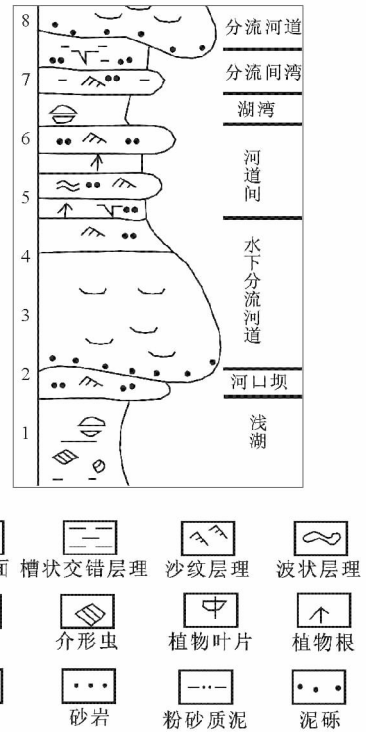 8
分流河道
分流间湾
7
湖湾
6
河道间
5
水下分流河道
4
3
2
河口坝
1
浅湖
面 槽状交错层理 沙纹层理 波状层理
介形虫 植物叶片 植物根
砂岩 粉砂质泥 泥砾